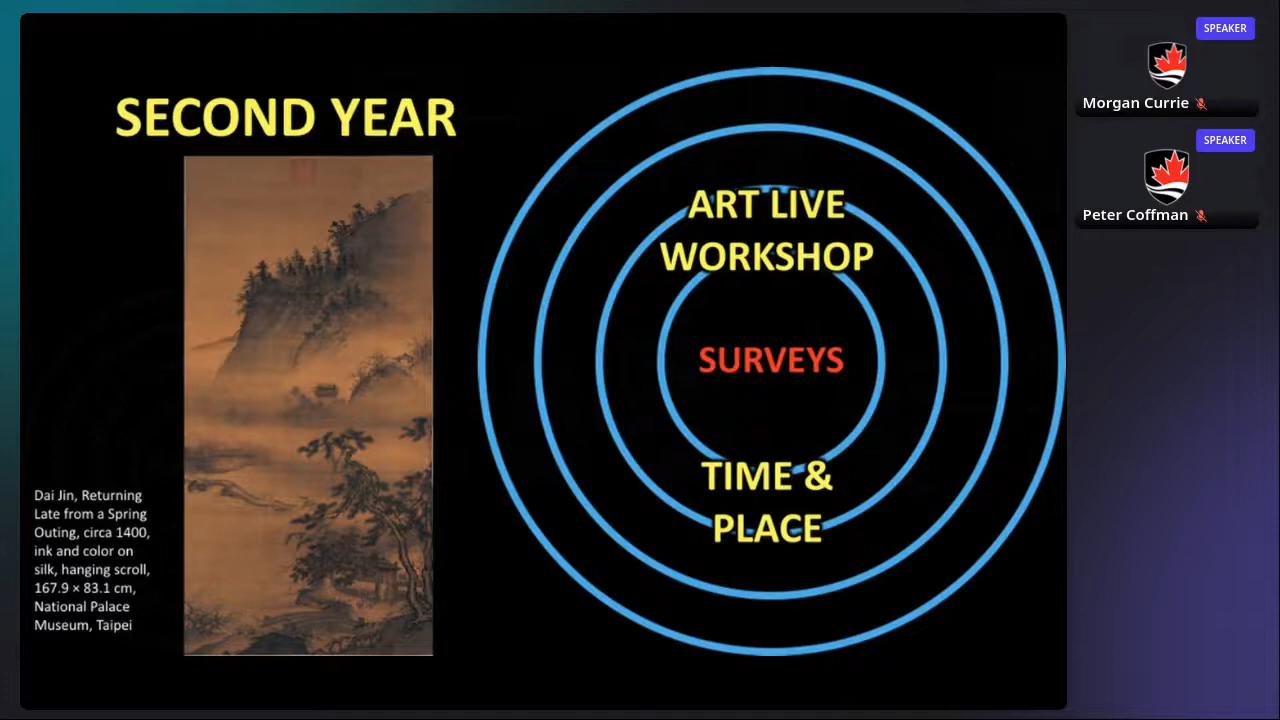 SECOND YEAR
ART LIVE
WORKSHOP
SURVEYS
TIME &
PLACE
Dai Jin, Returning
Late from a Spring
Outing, circa 1400,
ink and color on
silk, hanging scroll,
167.9 × 83.1 cm,
National Palace
Museum, Taipei
SPEAKER
Morgan Currie
SPEAKER
Peter Coffman